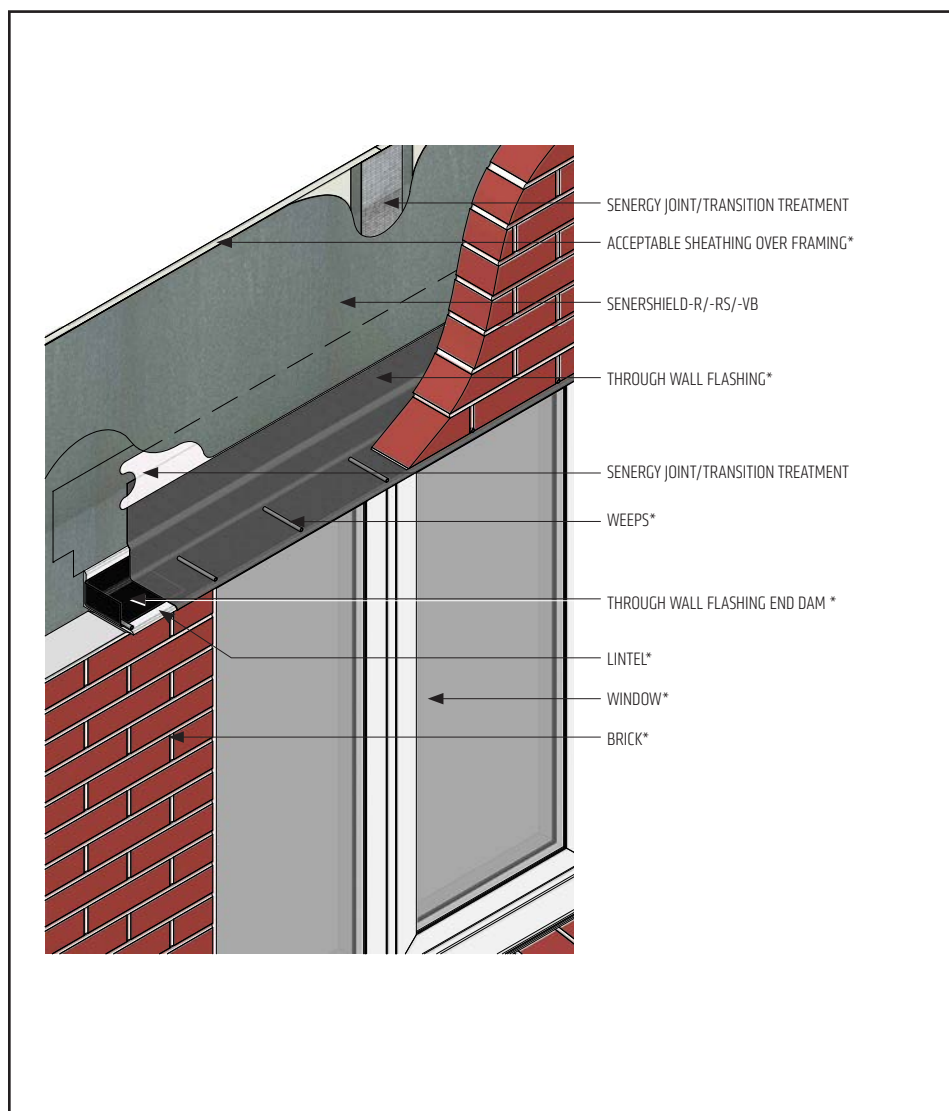 SENERGY JOINT/TRANSITION TREATMENT
ACCEPTABLE SHEATHING OVER FRAMING*
SENERSHIELD-R/-RS/-VB
THROUGH WALL FLASHING*
SENERGY JOINT/TRANSITION TREATMENT
WEEPS*
THROUGH WALL FLASHING END DAM *
LINTEL*
WINDOW*
BRICK*